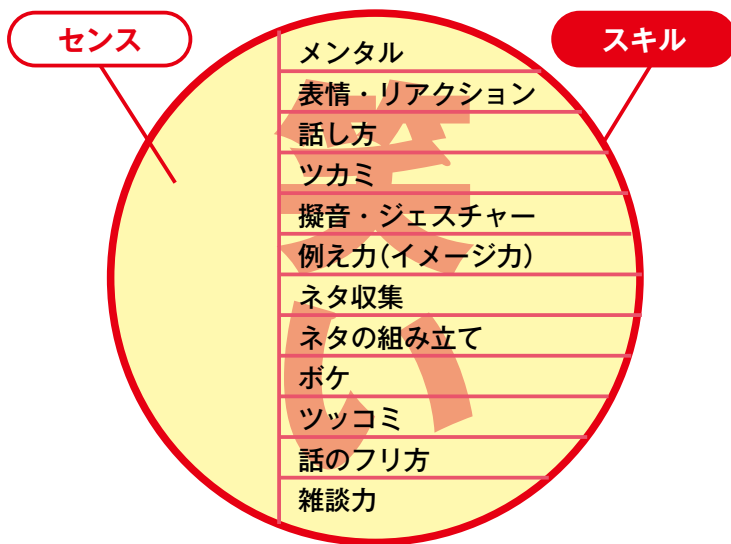 センス
スキル
メンタル
表情・リアクション
話し方
ツカミ
擬音・ジェスチャー
例え力(イメージ力)
ネタ収集
ネタの組み立て
ボケ
ツッコミ
話のフリ方
雑談力
笑い